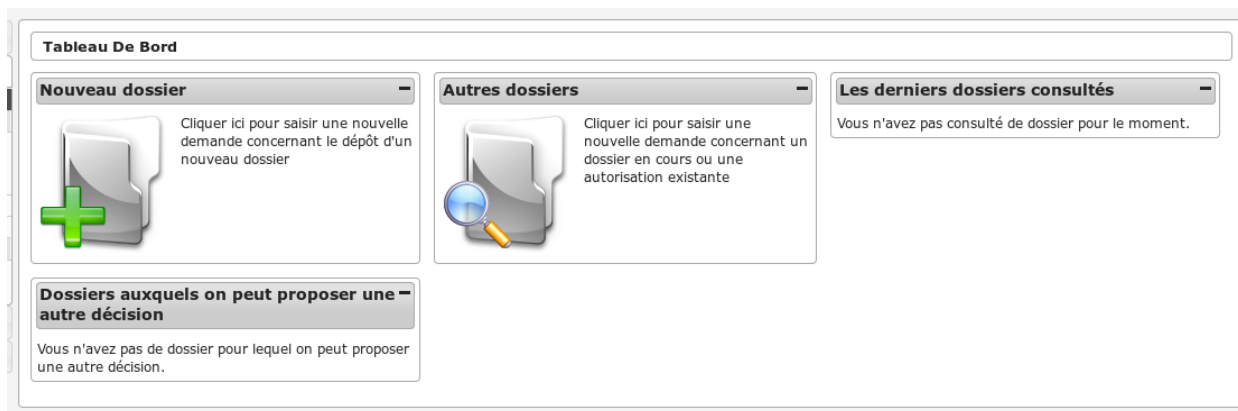 Tableau De Bord
Nouveau dossier
Cliquer ici pour saisir une nouvelle
demande concernant le dépôt d'un
nouveau dossier
Autres dossiers
Cliquer ici pour saisir une
nouvelle demande concernant un
dossier en cours ou une
autorisation existante
Les derniers dossiers consultés
Vous n'avez pas consulté de dossier pour le moment.
Dossiers auxquels on peut proposer une
autre décision
Vous n'avez pas de dossier pour lequel on peut proposer
une autre décision.